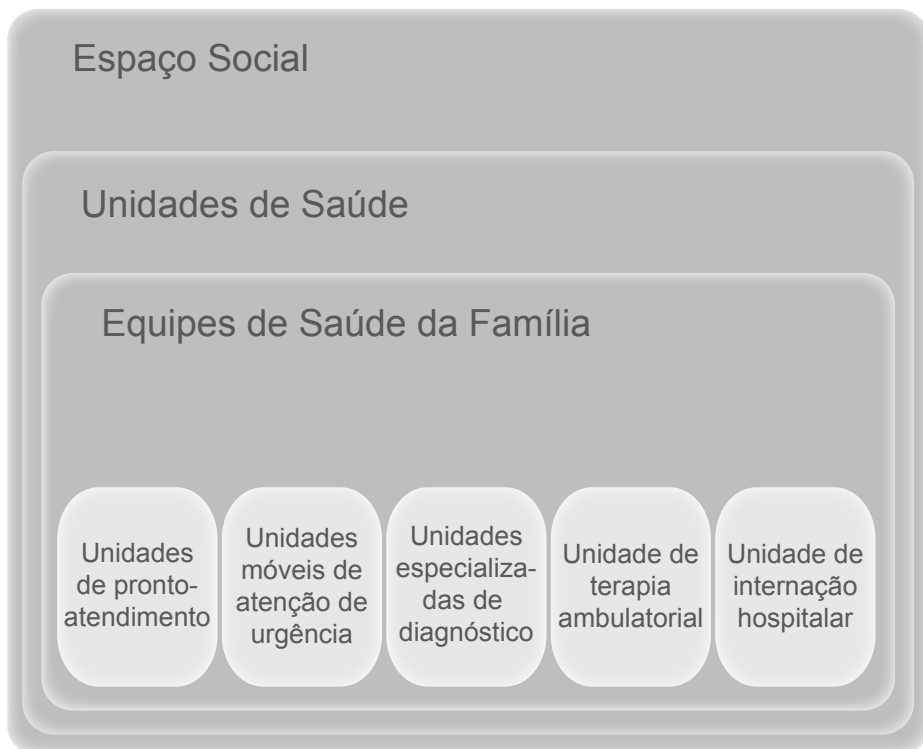 Espaço Social
Unidades de Saúde
Equipes de Saúde da Família
Unidades
de pronto-
atendimento
Unidades
móveis de
atenção de
urgência
Unidades
especializa-
das de
diagnóstico
Unidade de
terapia
ambulatorial
Unidade de
internação
hospitalar